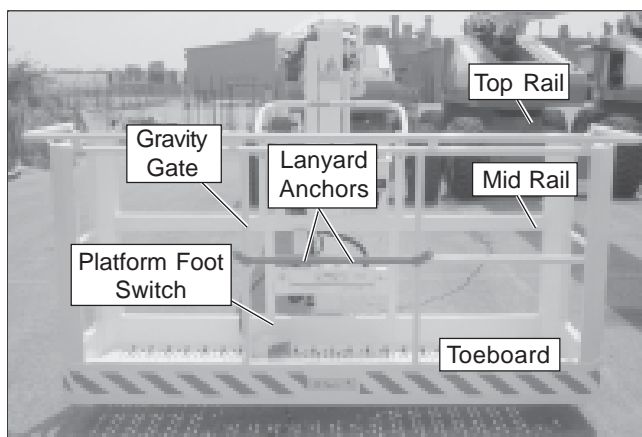 Top Rail
Gravity
Gate
Lanyard
Anchors
Mid Rail
Platform Foot
Switch
Toeboard